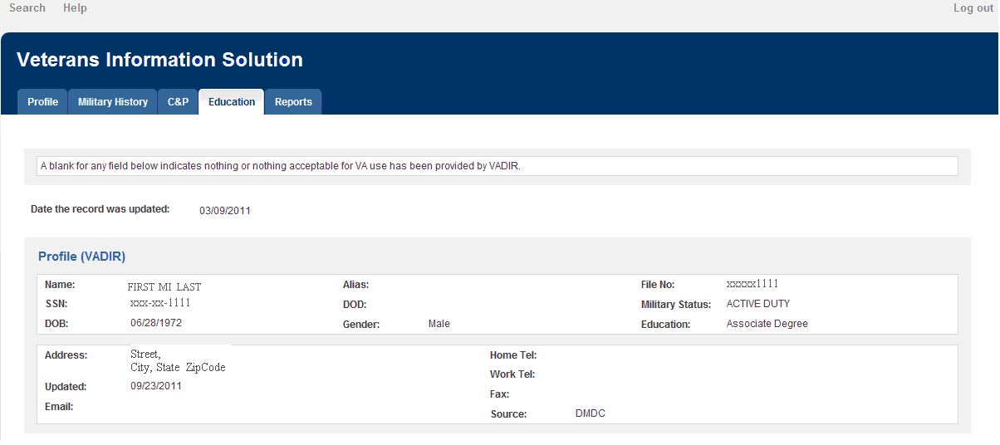 Search Help Log out
Veterans Information Solution
Profile Military History C&P Education Reports
A blank for any field below indicates nothing or nothing acceptable for VA use has been provided by VADIR.
Date the record was updated: 03/09/2011
Profile (VADIR)
Name: FIRST MI LAST Alias: File No: xxxxx1111
SSN: xxx-xx-1111 DOD: Military Status: ACTIVE DUTY
DOB: 06/28/1972 Gender: Male Education: Associate Degree
Address: Street, Home Tel:
City, State ZipCode
Work Tel:
Updated: 09/23/2011
Fax:
Email:
Source: DMDC